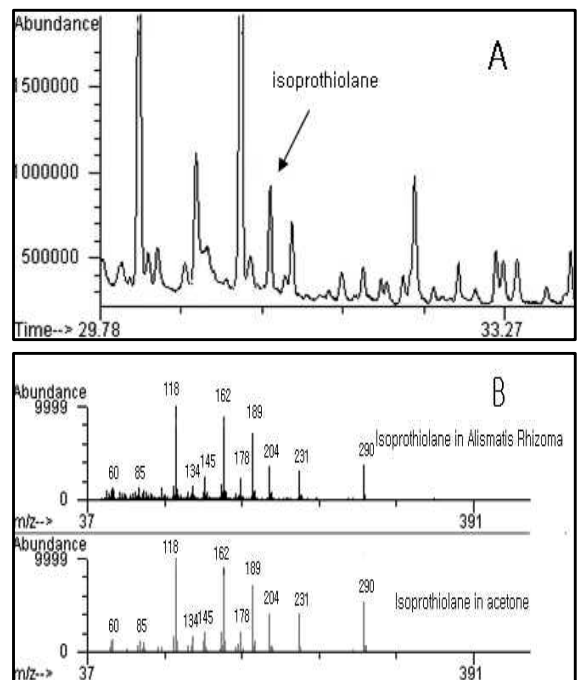 Abundance
A
isoprothiolane
1500000
1000000
500000
Time--> 29.78 33.27
Abundance
B
9999
118
162
189
Isoprothiolane in Alismatis Rhizoma
60 85 134 145 178 204 231 290
0
m/z--> 37 391
Abundance
9999
118
162
189
Isoprothiolane in acetone
60 85 134 145 178 204 231 290
0
m/z--> 37 391